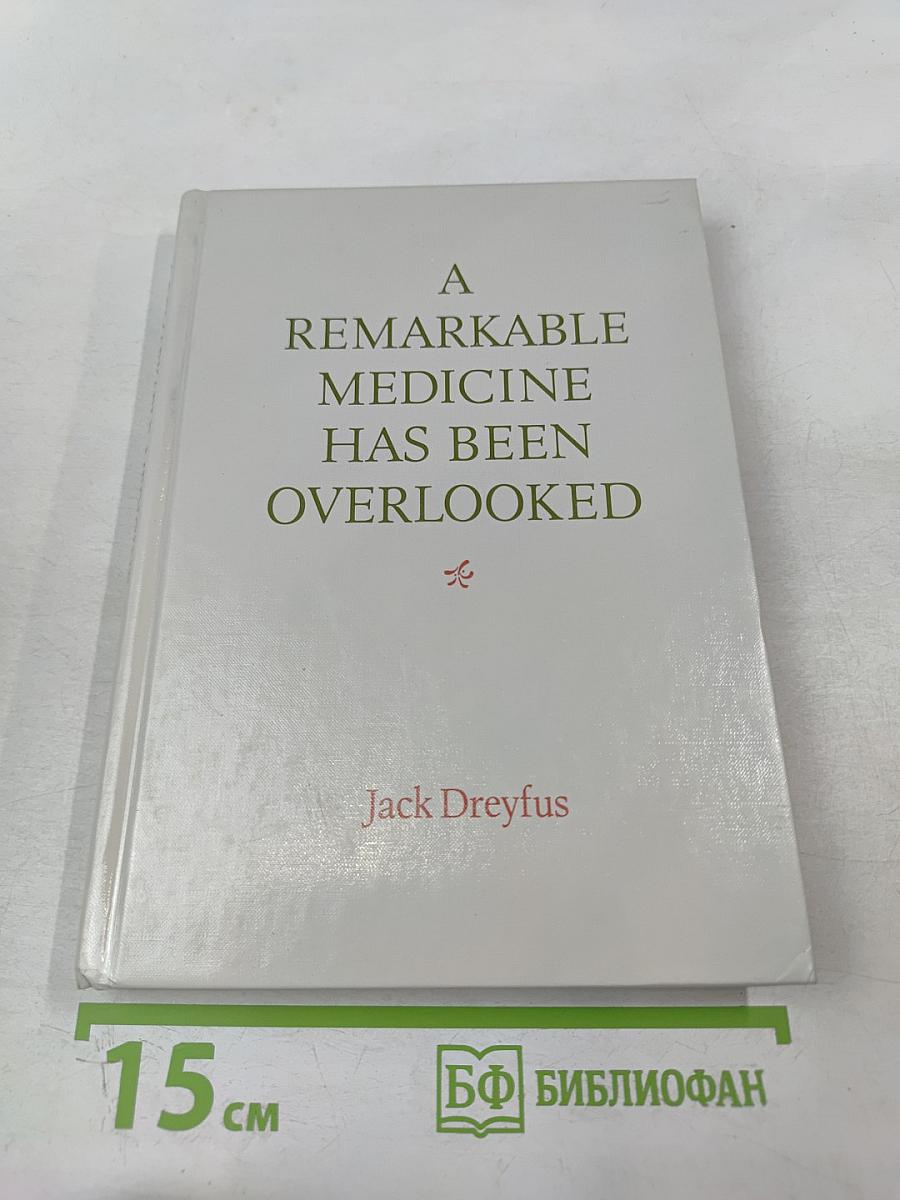 A
REMARKABLE
MEDICINE
HAS BEEN
OVERLOOKED
Jack Dreyfus
15 см
БФ БИБЛИОФАН